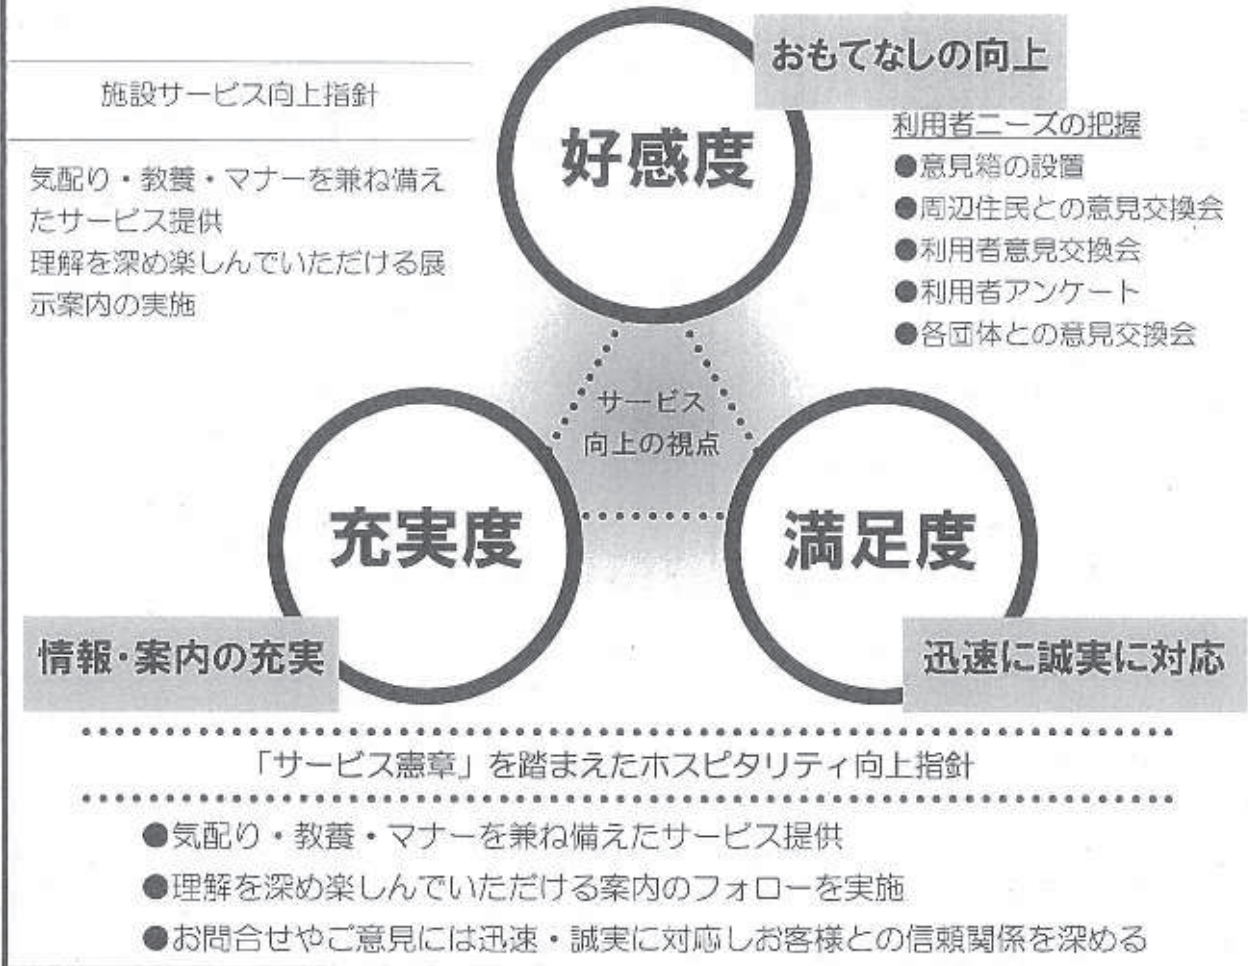 おもてなしの向上
施設サービス向上指針
気配り・教養・マナーを兼ね備え
たサービス提供
理解を深め楽しんでいただける展
示案内の実施
好感度
利用者ニーズの把握
●意見箱の設置
●周辺住民との意見交換会
●利用者意見交換会
●利用者アンケート
●各団体との意見交換会
サービス
向上の視点
充実度
満足度
情報・案内の充実
迅速に誠実に対応
「サービス憲章」を踏まえたホスピタリティ向上指針
●気配り・教養・マナーを兼ね備えたサービス提供
●理解を深め楽しんでいただける案内のフォローを実施
●お問合せやご意見には迅速・誠実に対応しお客様との信頼関係を深める